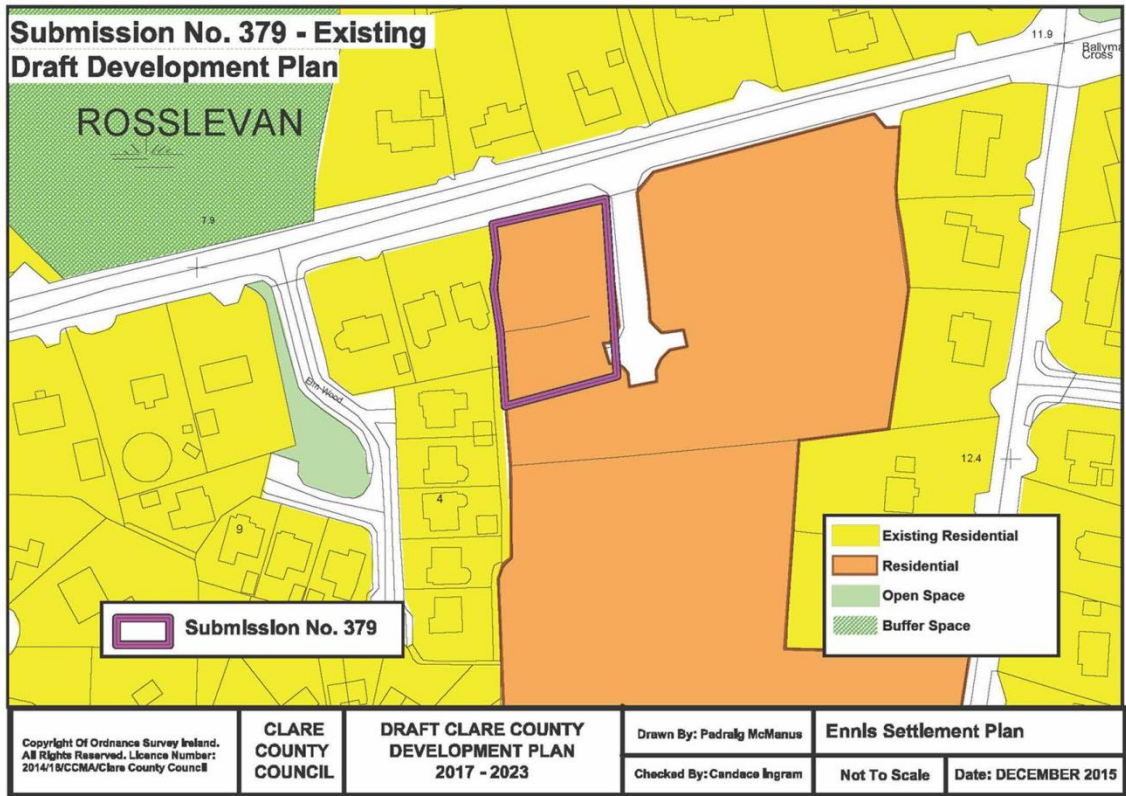 Submission No. 379 - Existing
Draft Development Plan
ROSSLEVAN
11.9
Cross
7.9
Elm Wood
12.4
4
9
Existing Residential
Residential
Open Space
Buffer Space
Submission No. 379
Copyright Of Ordnance Survey Ireland.
All Rights Reserved. Licence Number:
2014/18/CCMA/Clare County Council
CLARE
COUNTY
COUNCIL
DRAFT CLARE COUNTY
DEVELOPMENT PLAN
2017 - 2023
Drawn By: Padraig McManus
Checked By: Candace Ingram
Ennis Settlement Plan
Not To Scale
Date: DECEMBER 2015